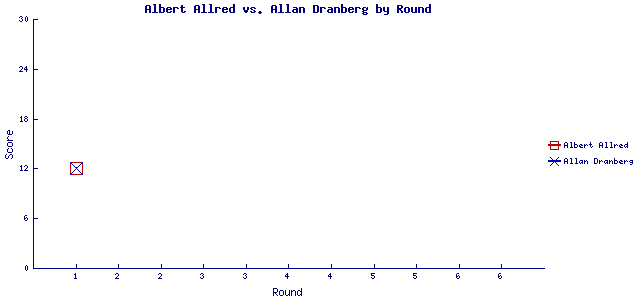 Albert Allred vs. Allan Dranberg by Round
30
24
18
12
6
0
Score
1 2 2 3 3 4 4 5 5 6 6
Round
Albert Allred
Allan Dranberg